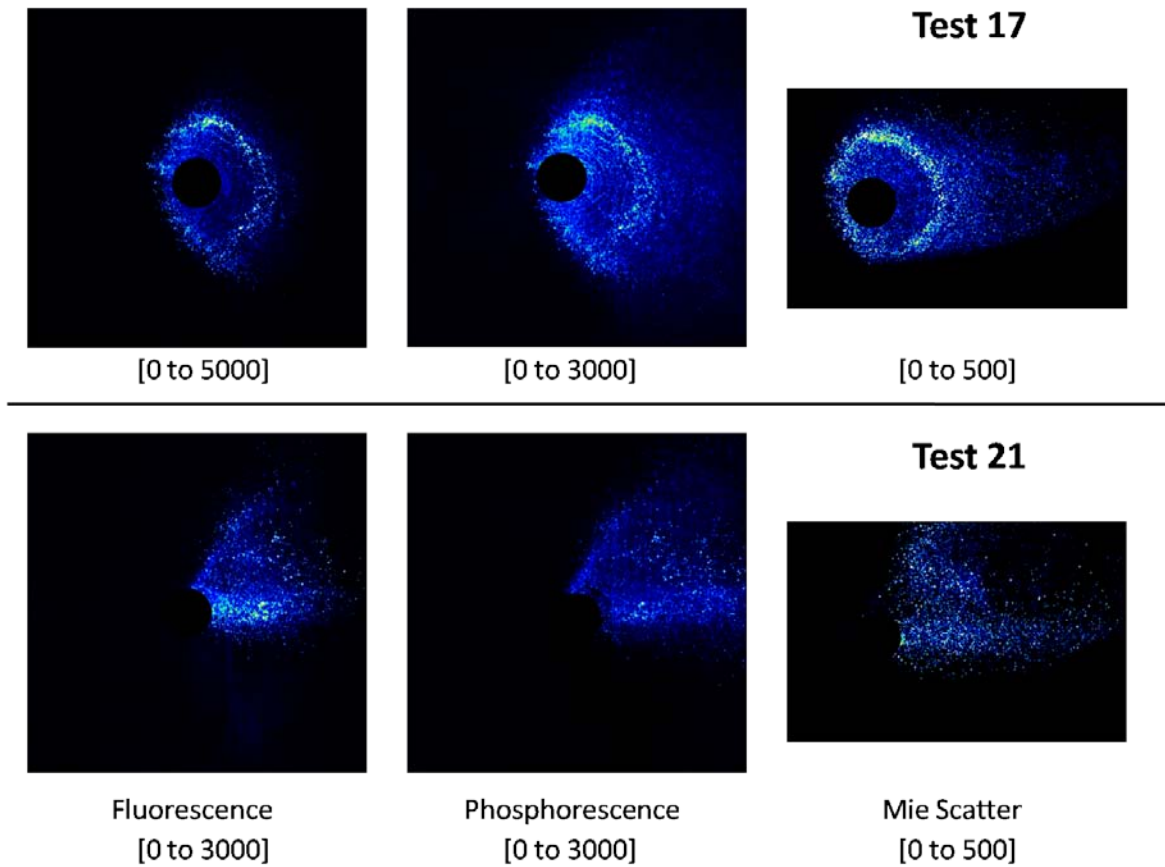 Test 17
[0 to 5000] [0 to 3000] [0 to 500]
Test 21
Fluorescence Phosphorescence Mie Scatter
[0 to 3000] [0 to 3000] [0 to 500]